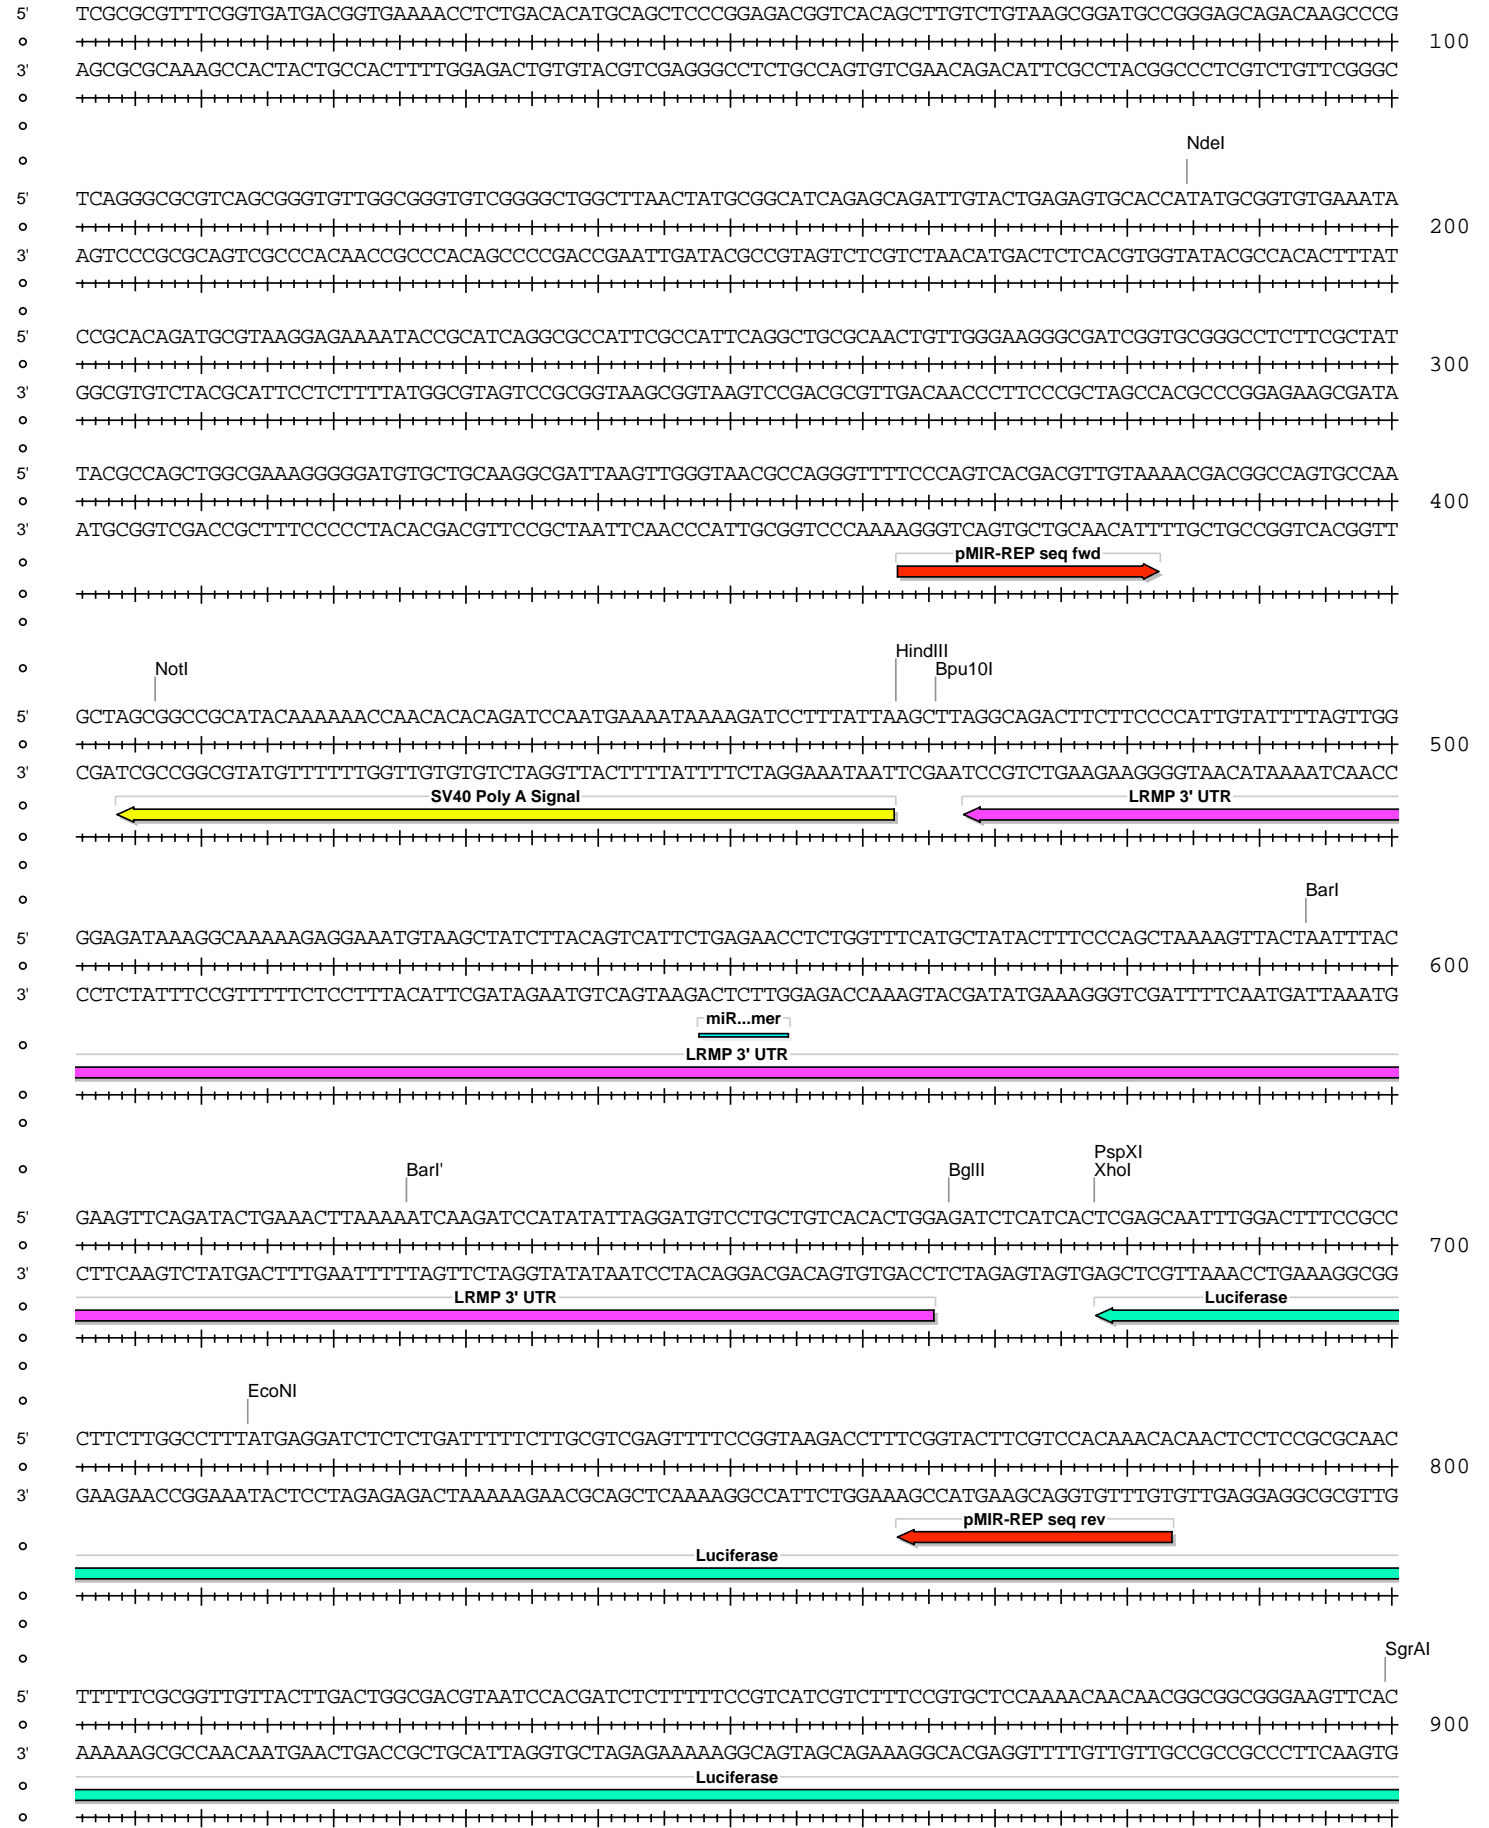 5' TCGCGCGTTTCGGTGATGACGGTGAAAACCTCTGACACATGCAGCTCCCGGAGACGGTCACAGCTTGTCTGTAAGCGGATGCCGGGAGCAGACAAGCCCG
100
3' AGCGCGCAAAGCCACTACTGCCACTTTTGGAGACTGTGTACGTCGAGGGCCTCTGCCAGTGTCGAACAGACATTCGCCTACGGCCCTCGTCTGTTCGGGC
NdeI
5' TCAGGGCGCGTCAGCGGGTGTTGGCGGGTGTCGGGGCTGGCTTAACTATGCGGCATCAGAGCAGATTGTACTGAGAGTGCACCATATGCGGTGTGAAATA
200
3' AGTCCCGCGCAGTCGCCCACAACCGCCCACAGCCCCGACCGAATTGATACGCCGTAGTCTCGTCTAACATGACTCTCACGTGGTATACGCCACACTTTAT
5' CCGCACAGATGCGTAAGGAGAAAATACCGCATCAGGCGCCATTCGCCATTCAGGCTGCGCAACTGTTGGGAAGGGCGATCGGTGCGGGCCTCTTCGCTAT
300
3' GGCGTGTCTACGCATTCCTCTTTTATGGCGTAGTCCGCGGTAAGCGGTAAGTCCGACGCGTTGACAACCCTTCCCGCTAGCCACGCCCGGAGAAGCGATA
5' TACGCCAGCTGGCGAAAGGGGGATGTGCTGCAAGGCGATTAAGTTGGGTAACGCCAGGGTTTTCCCAGTCACGACGTTGTAAAACGACGGCCAGTGCCAA
400
3' ATGCGGTCGACCGCTTTCCCCCTACACGACGTTCCGCTAATTCAACCCATTGCGGTCCCAAAAGGGTCAGTGCTGCAACATTTTGCTGCCGGTCACGGTT
pMIR-REP seq fwd
HindIII
NotI Bpu10I
5' GCTAGCGGCCGCATACAAAAAACCAACACACAGATCCAATGAAAATAAAAGATCCTTTATTAAGCTTAGGCAGACTTCTTCCCCATTGTATTTTAGTTGG
500
3' CGATCGCCGGCGTATGTTTTTTGGTTGTGTGTCTAGGTTACTTTTATTTTCTAGGAAATAATTCGAATCCGTCTGAAGAAGGGGTAACATAAAATCAACC
SV40 Poly A Signal LRMP 3' UTR
BarI
5' GGAGATAAAGGCAAAAAGAGGAAATGTAAGCTATCTTACAGTCATTCTGAGAACCTCTGGTTTCATGCTATACTTTCCCAGCTAAAAGTTACTAATTTAC
600
3' CCTCTATTTCCGTTTTTCTCCTTTACATTCGATAGAATGTCAGTAAGACTCTTGGAGACCAAAGTACGATATGAAAGGGTCGATTTTCAATGATTAAATG
miR...mer
LRMP 3' UTR
PspXI
BarI' BglII XhoI
5' GAAGTTCAGATACTGAAACTTAAAAATCAAGATCCATATATTAGGATGTCCTGCTGTCACACTGGAGATCTCATCACTCGAGCAATTTGGACTTTCCGCC
700
3' CTTCAAGTCTATGACTTTGAATTTTTAGTTCTAGGTATATAATCCTACAGGACGACAGTGTGACCTCTAGAGTAGTGAGCTCGTTAAACCTGAAAGGCGG
LRMP 3' UTR Luciferase
EcoNI
5' CTTCTTGGCCTTTATGAGGATCTCTCTGATTTTTCTTGCGTCGAGTTTTCCGGTAAGACCTTTCGGTACTTCGTCCACAAACACAACTCCTCCGCGCAAC
800
3' GAAGAACCGGAAATACTCCTAGAGAGACTAAAAAGAACGCAGCTCAAAAGGCCATTCTGGAAAGCCATGAAGCAGGTGTTTGTGTTGAGGAGGCGCGTTG
pMIR-REP seq rev
Luciferase
SgrAI
5' TTTTTCGCGGTTGTTACTTGACTGGCGACGTAATCCACGATCTCTTTTTCCGTCATCGTCTTTCCGTGCTCCAAAACAACAACGGCGGCGGGAAGTTCAC
900
3' AAAAAGCGCCAACAATGAACTGACCGCTGCATTAGGTGCTAGAGAAAAAGGCAGTAGCAGAAAGGCACGAGGTTTTGTTGTTGCCGCCGCCCTTCAAGTG
Luciferase